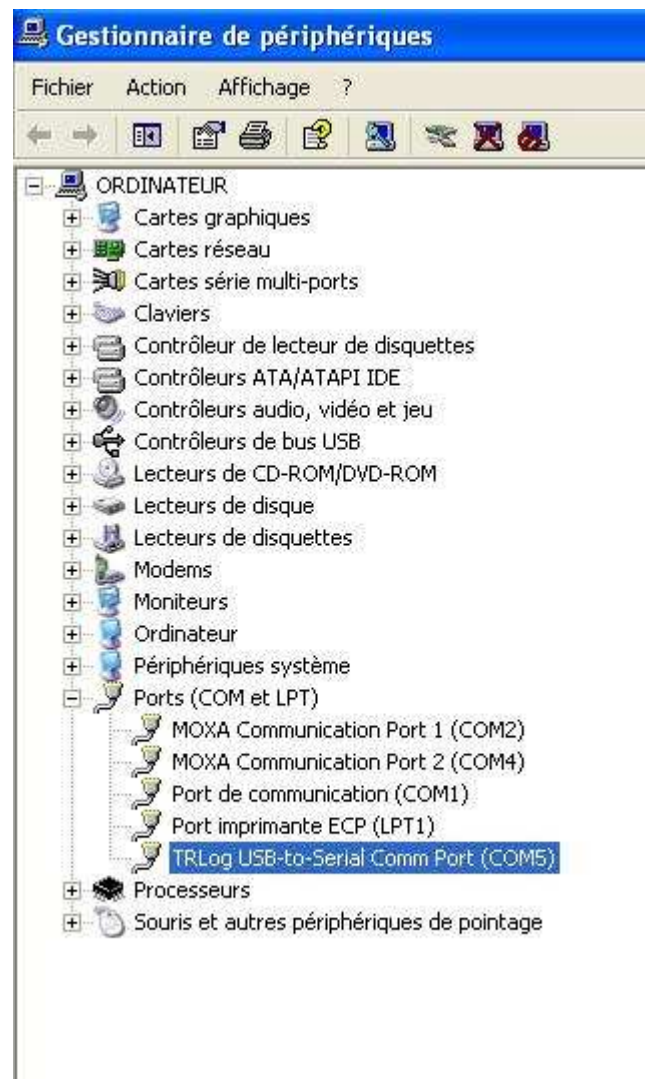 Gestionnaire de périphériques
Fichier Action Affichage ?
ORDINATEUR
Cartes graphiques
Cartes réseau
Cartes série multi-ports
Claviers
Contrôleur de lecteur de disquettes
Contrôleurs ATA/ATAPI IDE
Contrôleurs audio, vidéo et jeu
Contrôleurs de bus USB
Lecteurs de CD-ROM/DVD-ROM
Lecteurs de disque
Lecteurs de disquettes
Modems
Moniteurs
Ordinateur
Périphériques système
Ports (COM et LPT)
MOXA Communication Port 1 (COM2)
MOXA Communication Port 2 (COM4)
Port de communication (COM1)
Port imprimante ECP (LPT1)
TRLog USB-to-Serial Comm Port (COM5)
Processeurs
Souris et autres périphériques de pointage